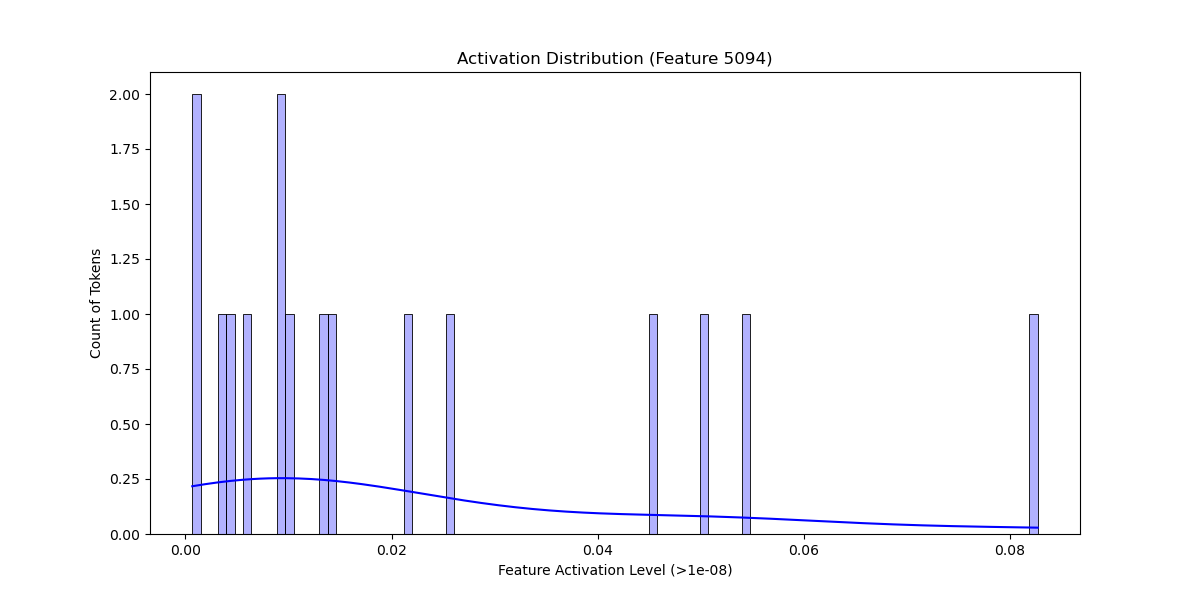 Activation Distribution (Feature 5094)
2.00
1.75
1.50
1.25
1.00
0.75
0.50
0.25
0.00
Count of Tokens
0.00 0.02 0.04 0.06 0.08
Feature Activation Level (>1e-08)